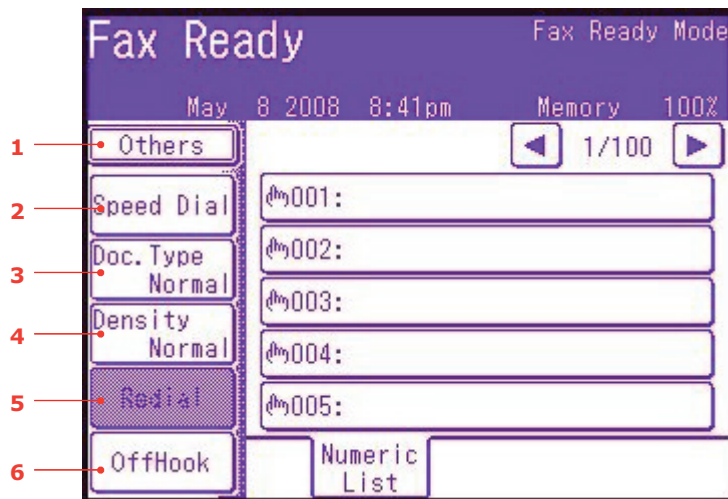 Fax Ready
Fax Ready Mode
May 8 2008 8:41pm Memory 100%
1
Others
1/100
2
Speed Dial
001:
3
Doc.Type
Normal
002:
003:
4
Density
Normal
004:
5
Redial
005:
6
OffHook
Numeric
List